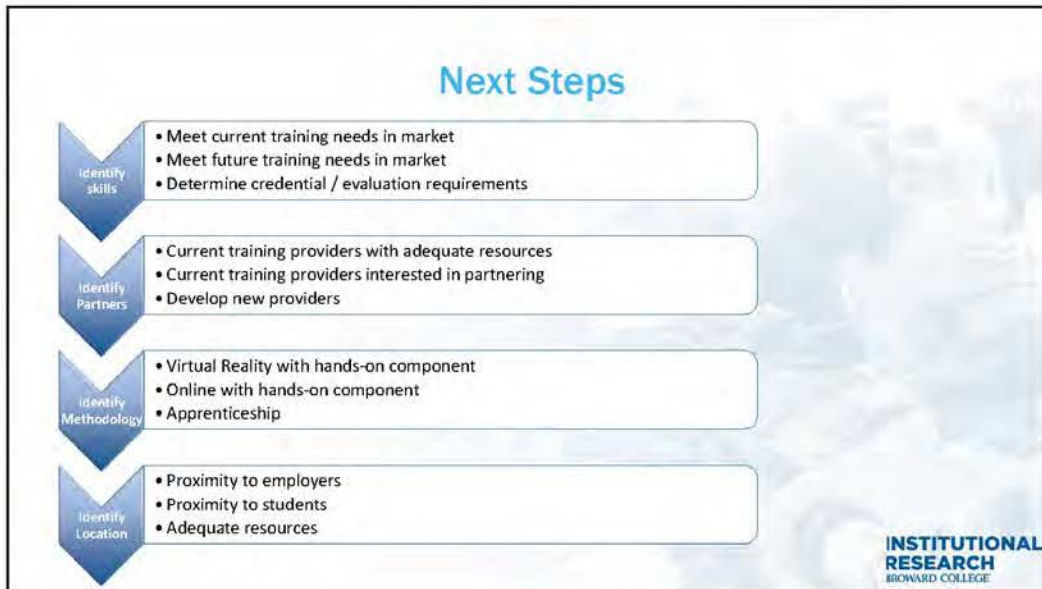 Next Steps
Identify
skills
• Meet current training needs in market
• Meet future training needs in market
• Determine credential / evaluation requirements
Identify
Partners
• Current training providers with adequate resources
• Current training providers interested in partnering
• Develop new providers
Identify
Methodology
• Virtual Reality with hands-on component
• Online with hands-on component
• Apprenticeship
Identify
Location
• Proximity to employers
• Proximity to students
• Adequate resources
INSTITUTIONAL
RESEARCH
BROWARD COLLEGE